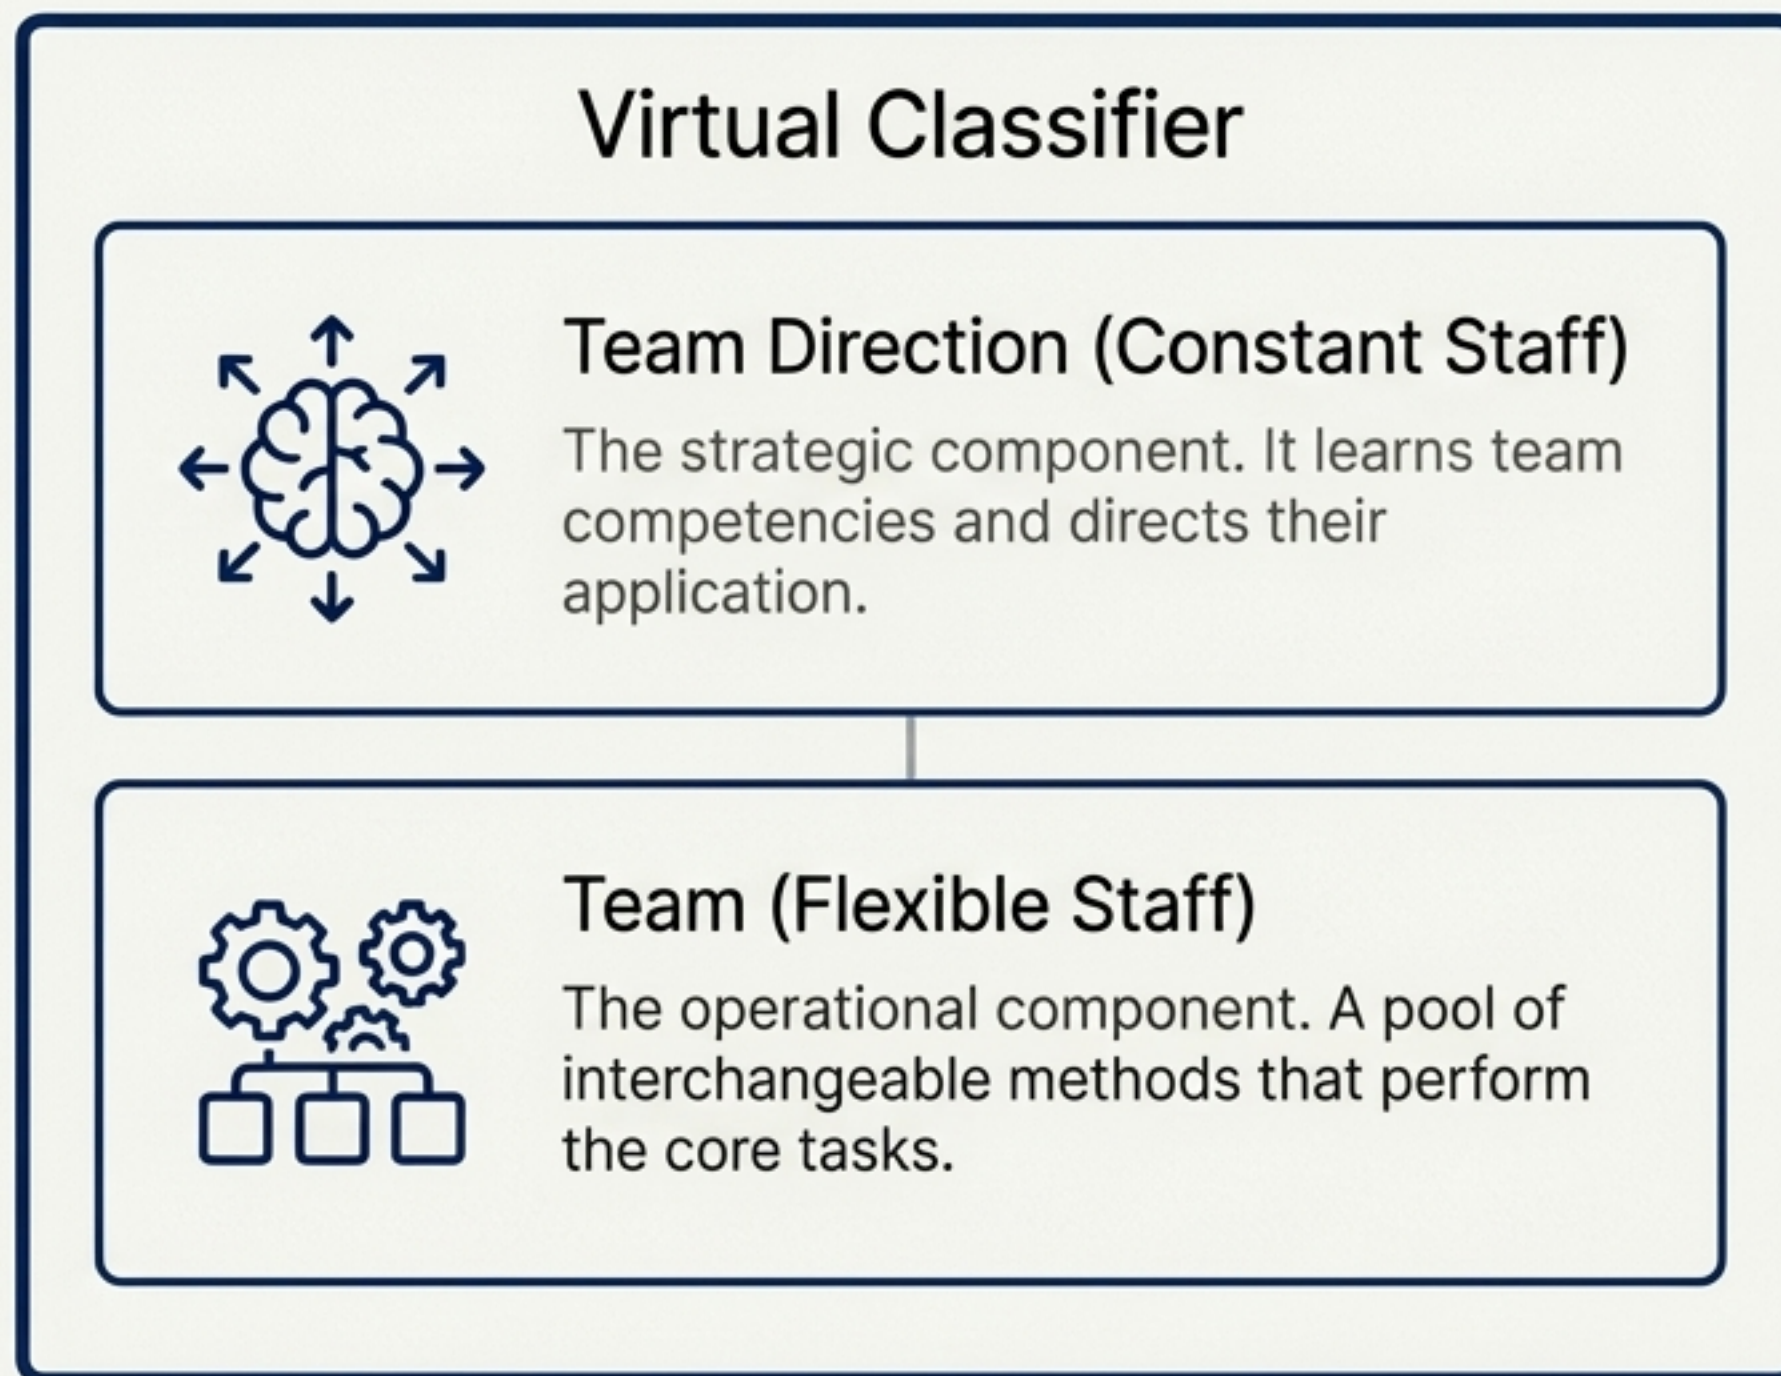 Virtual Classifier
Team Direction (Constant Staff)
The strategic component. It learns team
competencies and directs their
application.
Team (Flexible Staff)
The operational component. A pool of
interchangeable methods that perform
the core tasks.